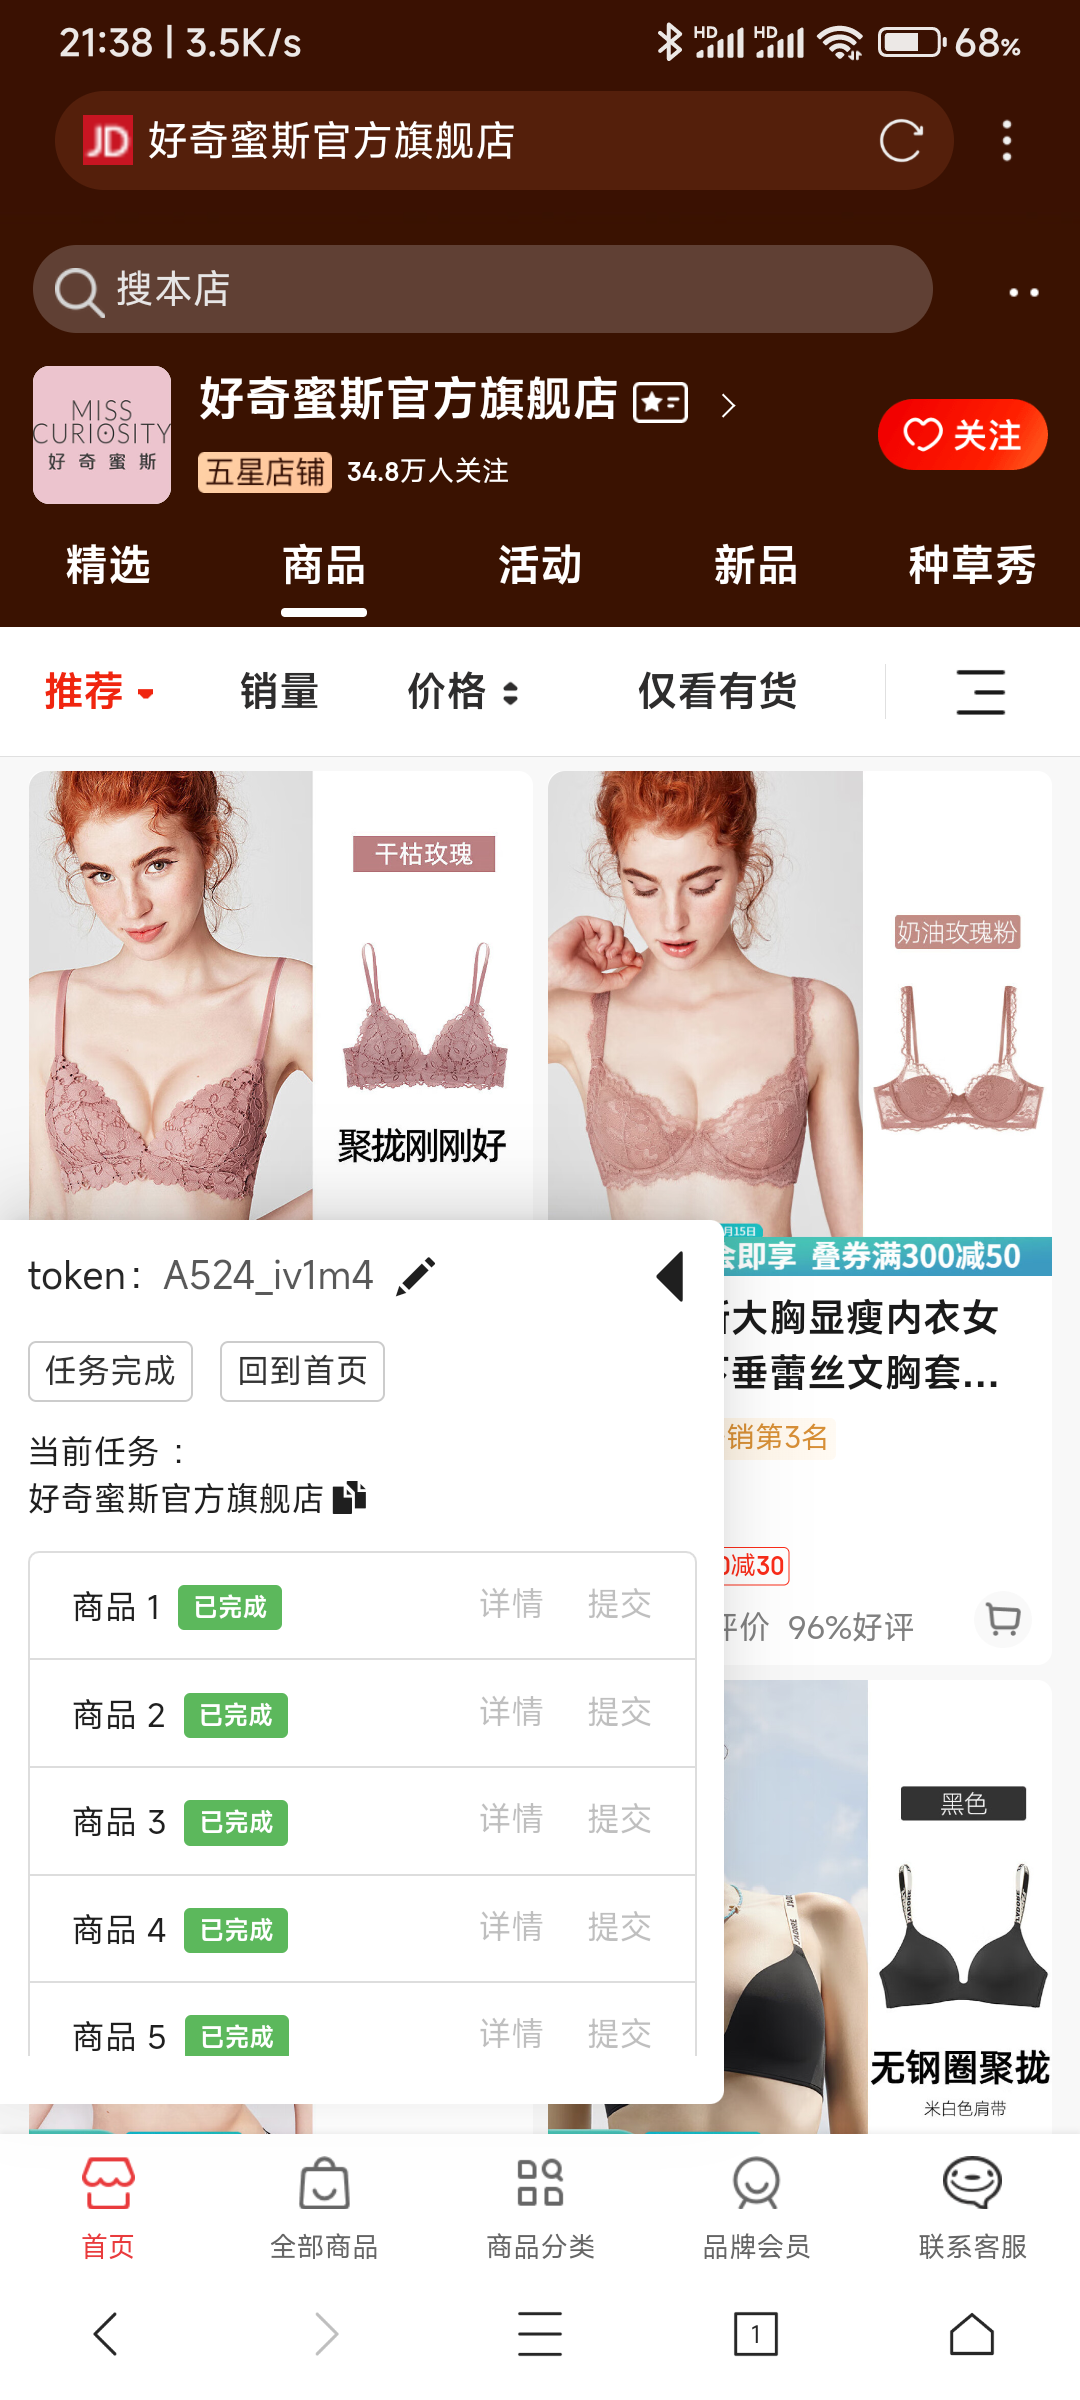 21:38 | 3.5K/s
HD HD 68%
JD 好奇蜜斯官方旗舰店
搜本店
MISS
CURIOSITY
好奇蜜斯
好奇蜜斯官方旗舰店
五星店铺 34.8万人关注
关注
精选 商品 活动 新品 种草秀
推荐 销量 价格 仅看有货
干枯玫瑰
聚拢刚刚好
奶油玫瑰粉
月15日
会即享 叠券满300减50
大胸显瘦内衣女
垂蕾丝文胸套...
销第3名
减30
评价 96%好评
token: A524_iv1m4
任务完成 回到首页
当前任务：
好奇蜜斯官方旗舰店
商品 1 已完成 详情 提交
商品 2 已完成 详情 提交
商品 3 已完成 详情 提交
商品 4 已完成 详情 提交
商品 5 已完成 详情 提交
黑色
J'ADORE
无钢圈聚拢
米白色肩带
首页 全部商品 商品分类 品牌会员 联系客服
1